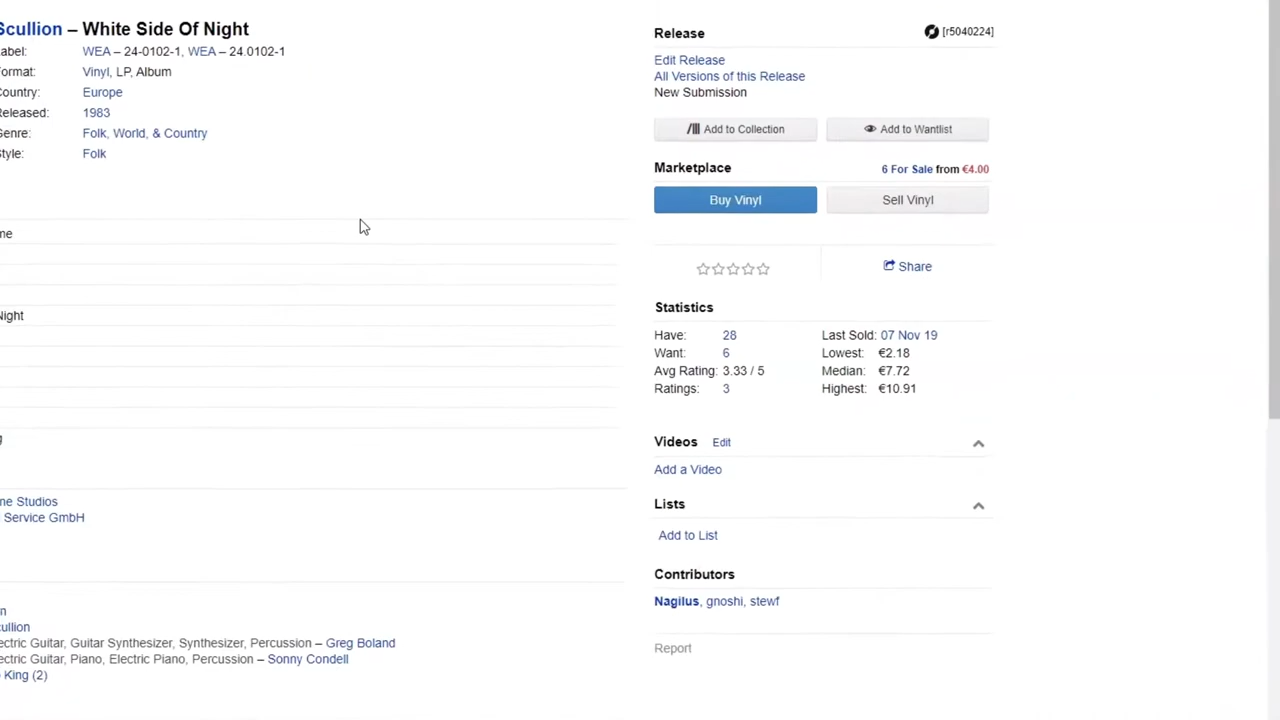 Scullion – White Side Of Night
abel: WEA – 24-0102-1, WEA – 24.0102-1
ormat: Vinyl, LP, Album
Country: Europe
Released: 1983
Genre: Folk, World, & Country
tyle: Folk
me
Night
g
ne Studios
Service GmbH
n
cullion
ectric Guitar, Guitar Synthesizer, Synthesizer, Percussion – Greg Boland
ectric Guitar, Piano, Electric Piano, Percussion – Sonny Condell
King (2)
Release [r5040224]
Edit Release
All Versions of this Release
New Submission
Add to Collection Add to Wantlist
Marketplace 6 For Sale from €4.00
Buy Vinyl Sell Vinyl
Share
Statistics
Have: 28 Last Sold: 07 Nov 19
Want: 6 Lowest: €2.18
Avg Rating: 3.33 / 5 Median: €7.72
Ratings: 3 Highest: €10.91
Videos Edit
Add a Video
Lists
Add to List
Contributors
Nagilus, gnoshi, stewf
Report